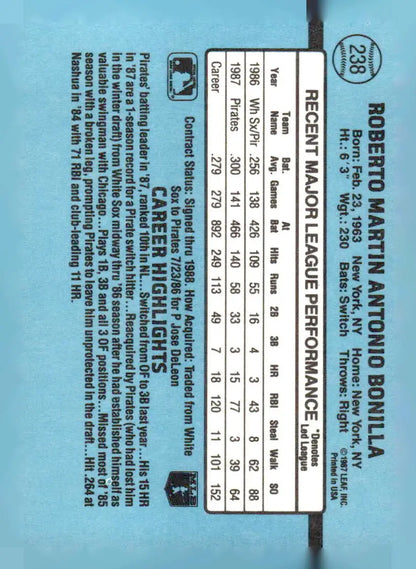 238
ROBERTO MARTIN ANTONIO BONILLA
Born: Feb. 23, 1963 New York, NY Home: New York, NY
Ht.: 6'3" Wgt.: 230 Bats: Switch Throws: Right
©1987 LEAF, INC.
Printed in USA
RECENT MAJOR LEAGUE PERFORMANCE
*Denotes
Led League
Year Team Name Bat. Avg. Games At Bat Hits Runs 2B 3B HR RBI Steal Walk SO
1986 Wh Sx/Pir .256 138 426 109 55 16 4 3 43 8 62 88
1987 Pirates .300 141 466 140 58 33 3 15 77 3 39 64
Career .279 279 892 249 113 49 7 18 120 11 101 152
Contract Status: Signed thru 1988. How Acquired: Traded from White
Sox to Pirates 7/23/86 for P Jose DeLeon
CAREER HIGHLIGHTS
MLB
Pirates' batting leader in '87, ranked 10th in NL...Switched from OF to 3B last year...His 15 HR
in '87 are a 1-season record for a Pirate switch hitter...Reacquired by Pirates (who had lost him
in the winter draft) from White Sox midway thru '86 season after he had established himself as
valuable swingman with Chicago...Plays 1B, 3B and all 3 OF positions...Missed most of '85
season with a broken leg, prompting Pirates to leave him unprotected in the draft...Hit .264 at
Nashua in '84 with 71 RBI and club-leading 11 HR.